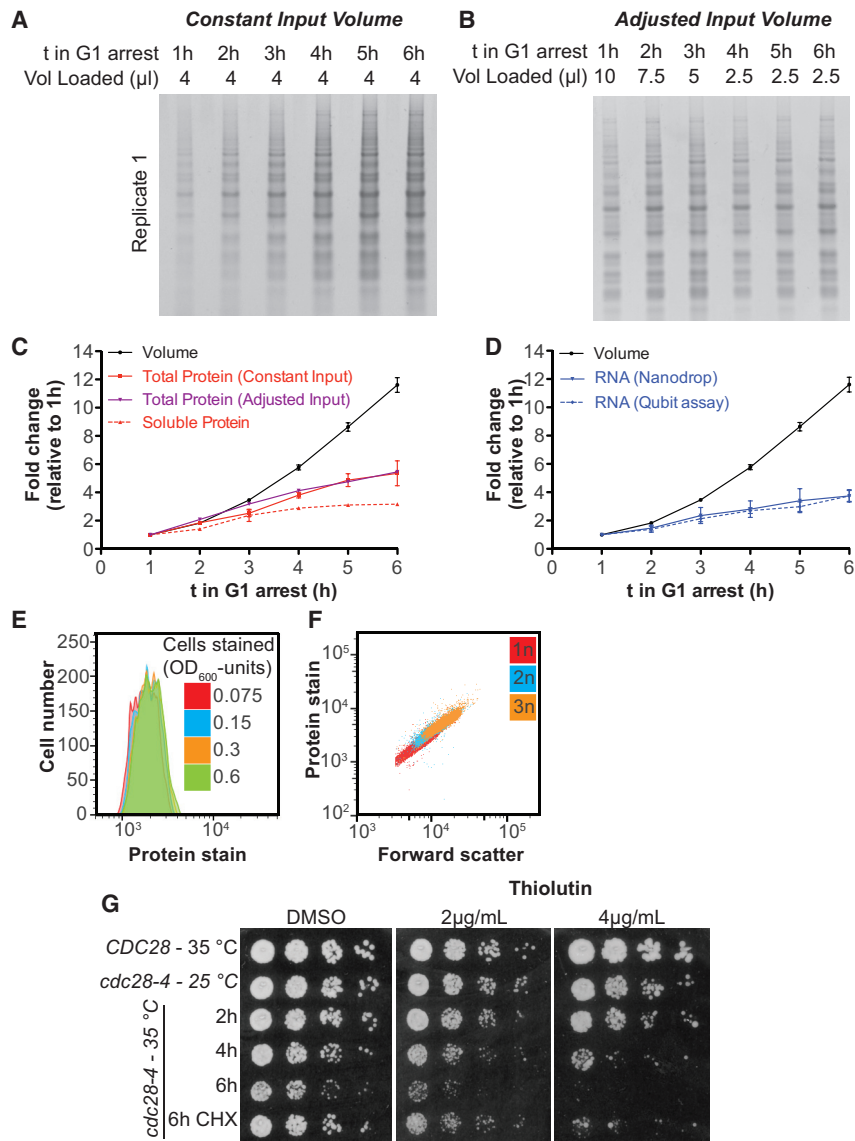 A
Constant Input Volume
t in G1 arrest 1h 2h 3h 4h 5h 6h
Vol Loaded (µl) 4 4 4 4 4 4
Replicate 1
B
Adjusted Input Volume
t in G1 arrest 1h 2h 3h 4h 5h 6h
Vol Loaded (µl) 10 7.5 5 2.5 2.5 2.5
C
Fold change
(relative to 1h)
14
12
10
8
6
4
2
0
Volume
Total Protein (Constant Input)
Total Protein (Adjusted Input)
Soluble Protein
0 1 2 3 4 5 6
t in G1 arrest (h)
D
Fold change
(relative to 1h)
14
12
10
8
6
4
2
0
Volume
RNA (Nanodrop)
RNA (Qubit assay)
0 1 2 3 4 5 6
t in G1 arrest (h)
E
Cell number
250
200
150
100
50
0
Cells stained
(OD600-units)
0.075
0.15
0.3
0.6
10³ 10⁴
Protein stain
F
Protein stain
10⁵
10⁴
10³
10²
1n
2n
3n
10³ 10⁴ 10⁵
Forward scatter
G
Thiolutin
DMSO 2µg/mL 4µg/mL
CDC28 - 35 °C
cdc28-4 - 25 °C
cdc28-4 - 35 °C
2h
4h
6h
6h CHX